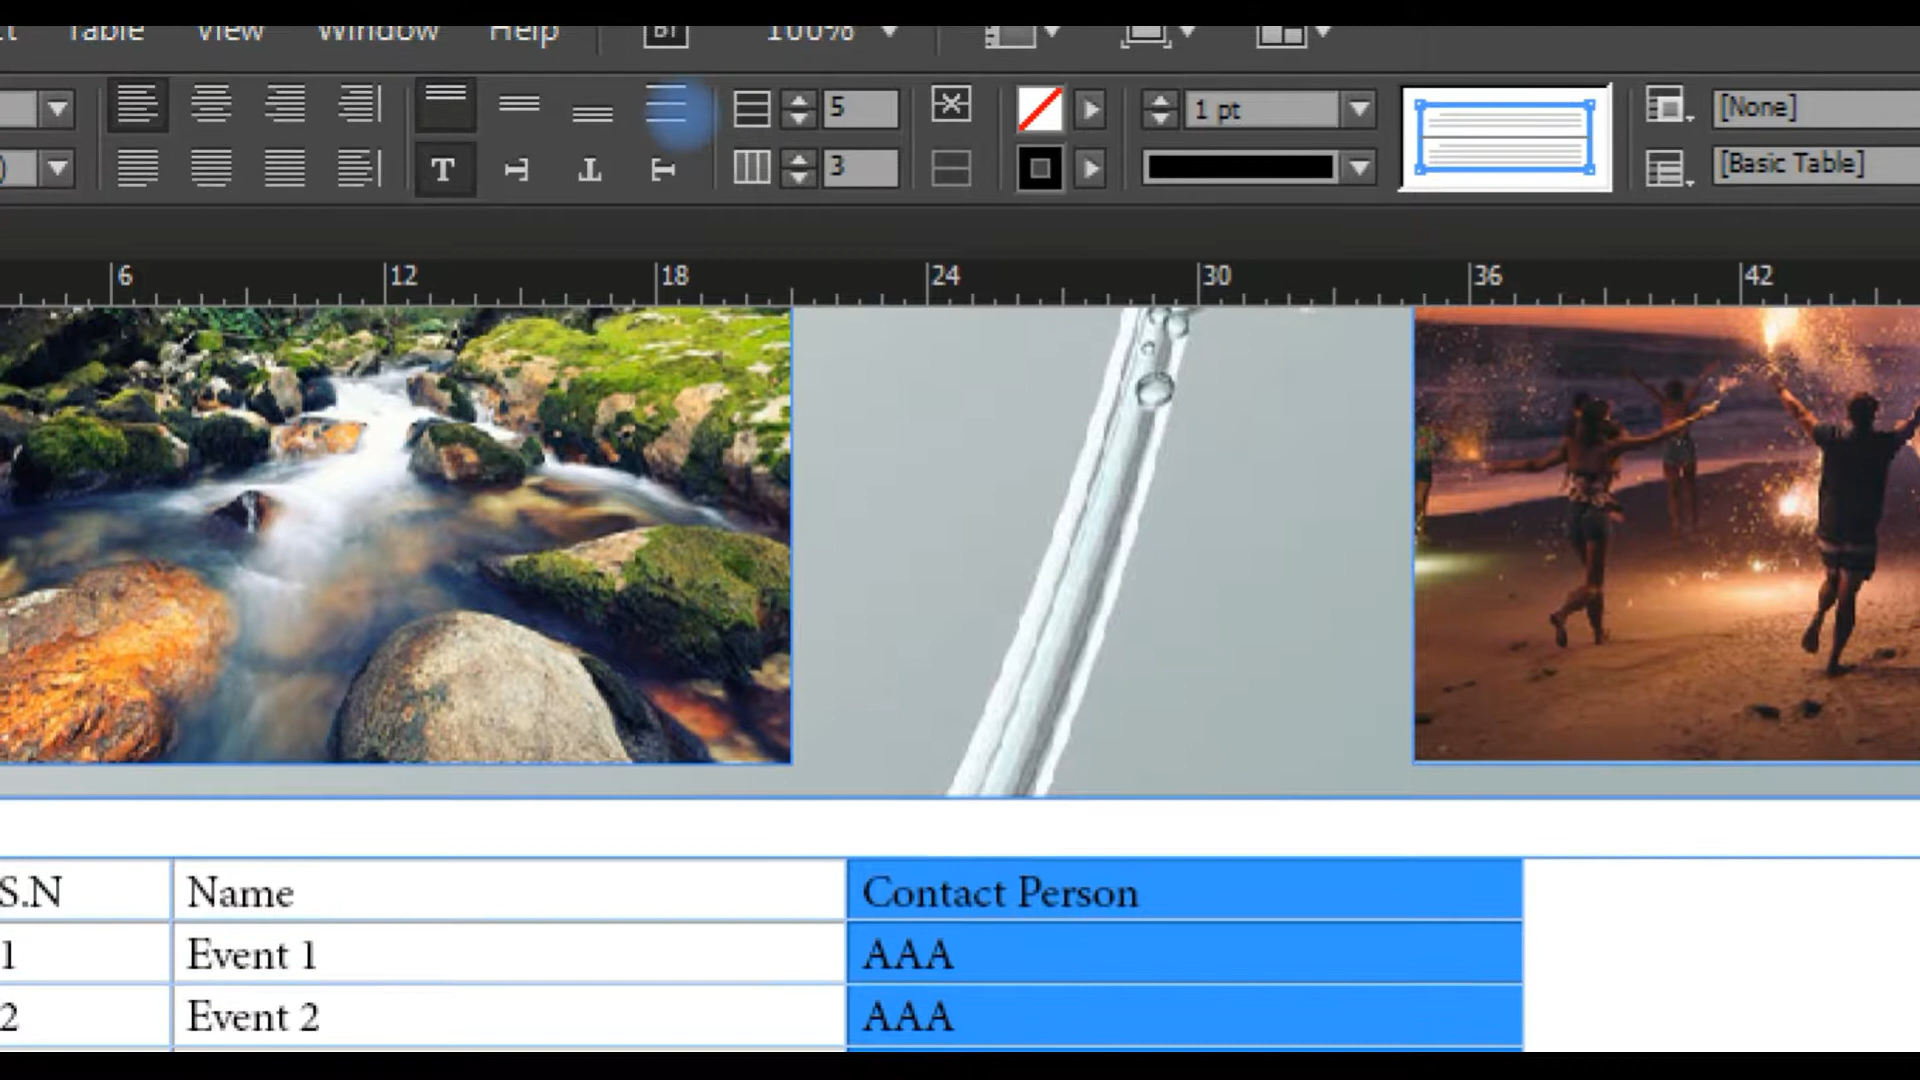 Table View Window Help Br 100%
5 1 pt [None]
T T T T 3 [Basic Table]
6 12 18 24 30 36 42
S.N Name Contact Person
1 Event 1 AAA
2 Event 2 AAA